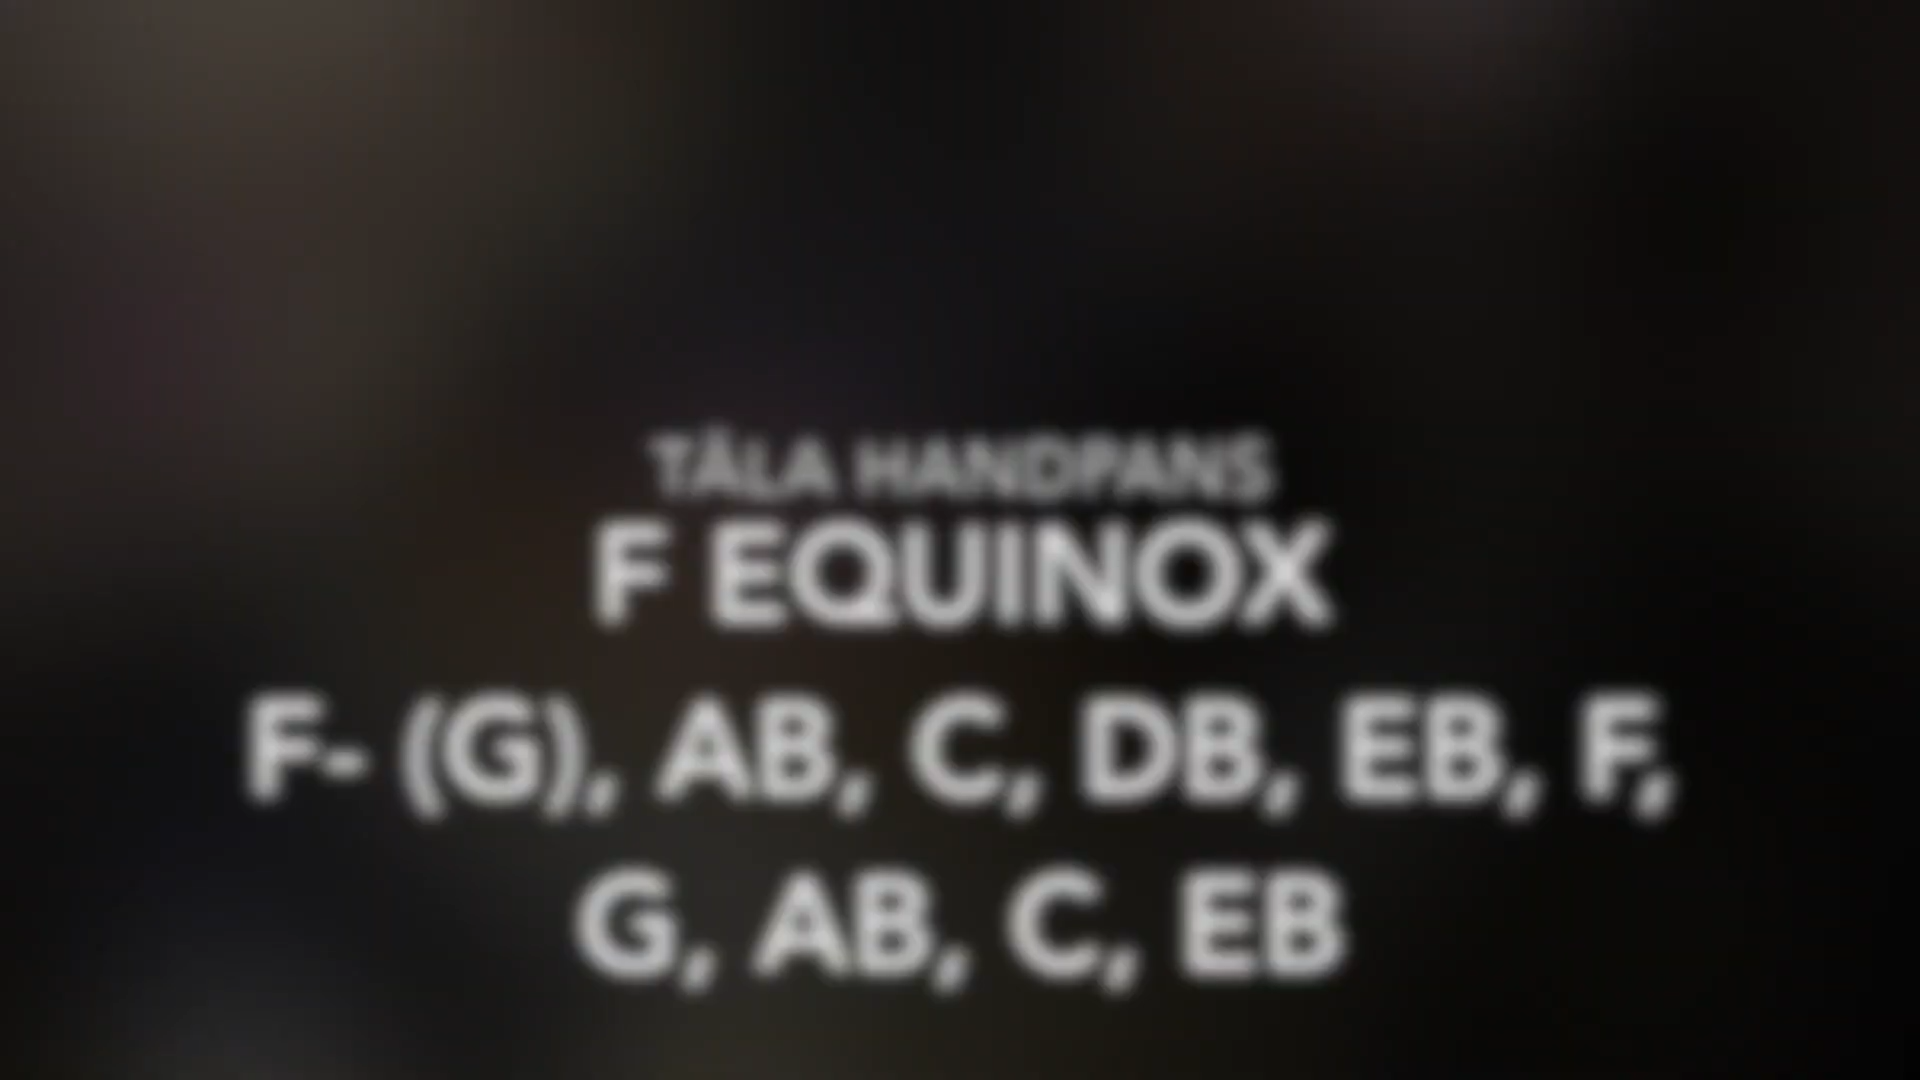 TĀLA HANDPANS
F EQUINOX
F- (G), AB, C, DB, EB, F,
G, AB, C, EB